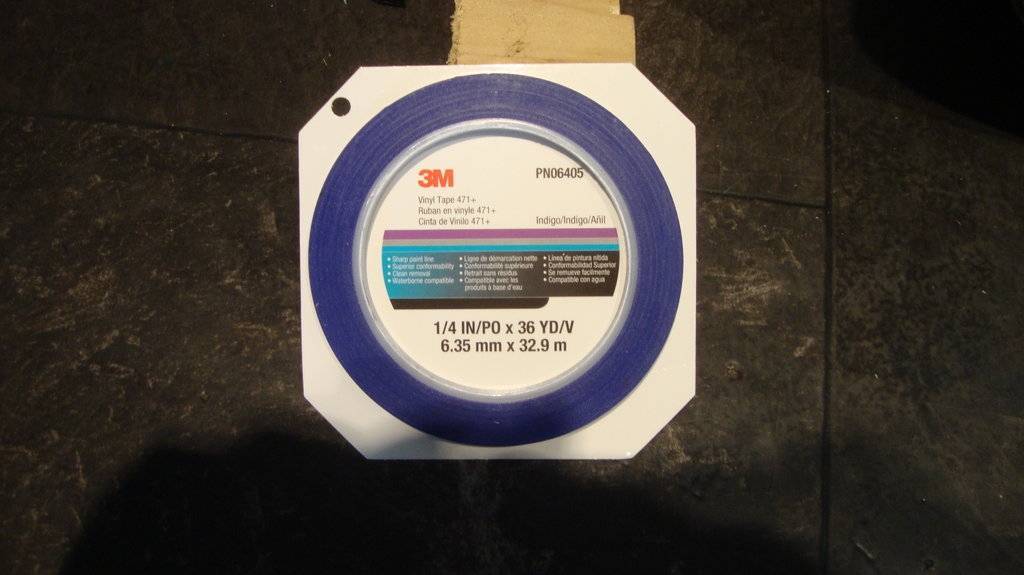 3M
PN06405
Vinyl Tape 471+
Ruban en vinyle 471+
Cinta de Vinilo 471+
Indigo/Indigo/Añil
• Sharp paint line
• Superior conformability
• Clean removal
• Waterborne compatible
• Ligne de démarcation nette
• Conformabilité supérieure
• Retrait sans résidus
• Compatible avec les
produits à base d'eau
• Línea de pintura nítida
• Conformabilidad Superior
• Se remueve facilmente
• Compatible con agua
1/4 IN/PO x 36 YD/V
6.35 mm x 32.9 m